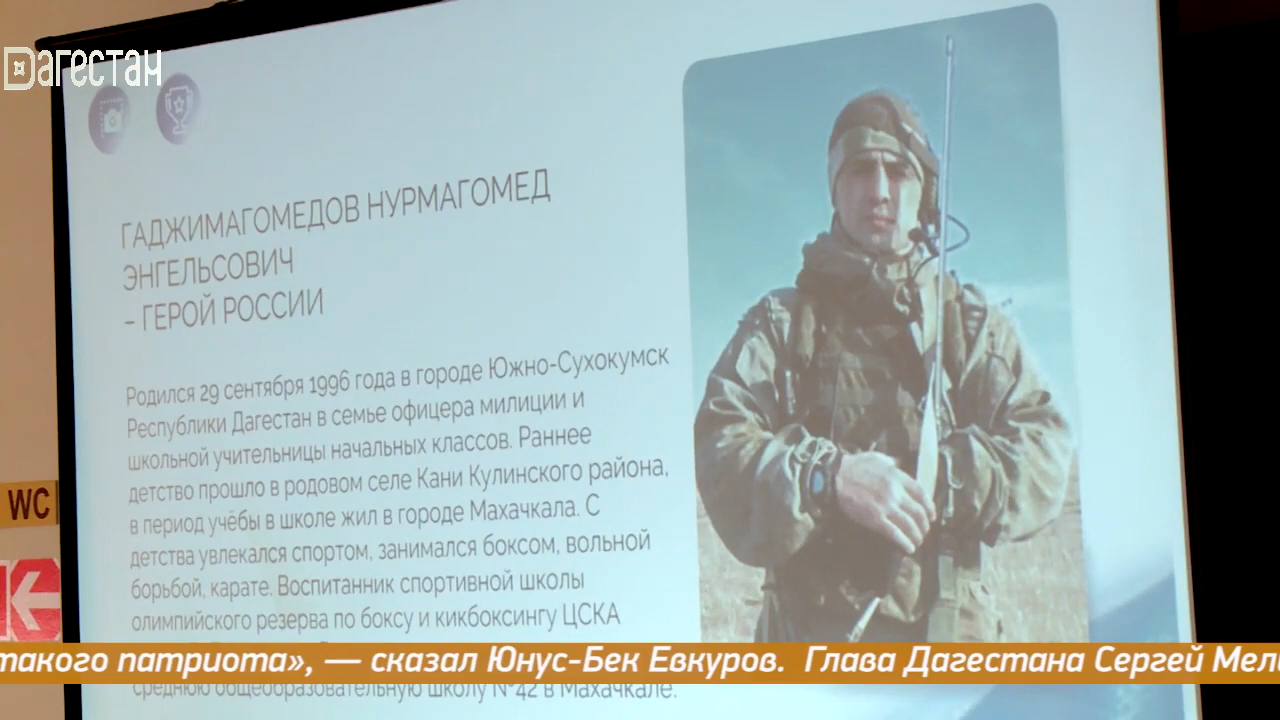 Дагестан
ГАДЖИМАГОМЕДОВ НУРМАГОМЕД
ЭНГЕЛЬСОВИЧ
– ГЕРОЙ РОССИИ
Родился 29 сентября 1996 года в городе Южно-Сухокумск
Республики Дагестан в семье офицера милиции и
школьной учительницы начальных классов. Раннее
детство прошло в родовом селе Кани Кулинского района,
в период учёбы в школе жил в городе Махачкала. С
детства увлекался спортом, занимался боксом, вольной
борьбой, карате. Воспитанник спортивной школы
олимпийского резерва по боксу и кикбоксингу ЦСКА
среднюю общеобразовательную школу №42 в Махачкале.
WC
такого патриота», — сказал Юнус-Бек Евкуров. Глава Дагестана Сергей Мели